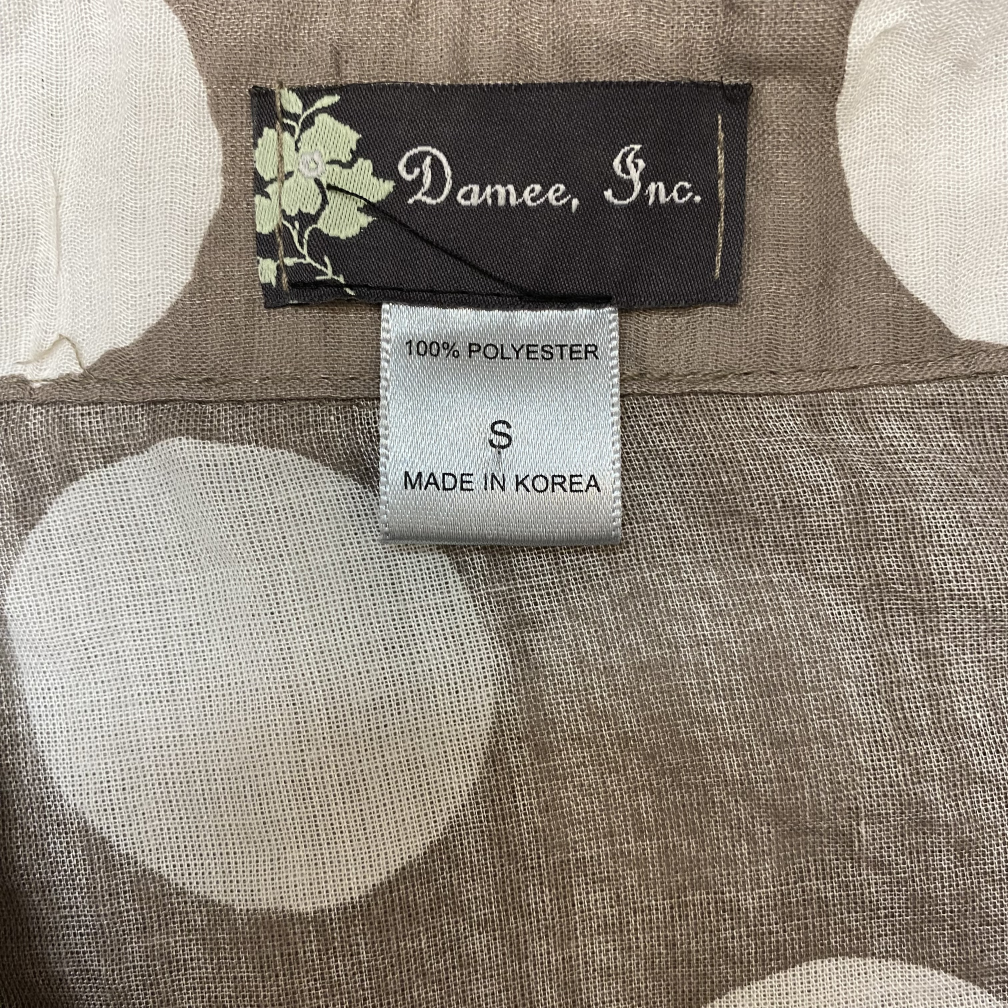 Damee, Inc.
100% POLYESTER
S
MADE IN KOREA